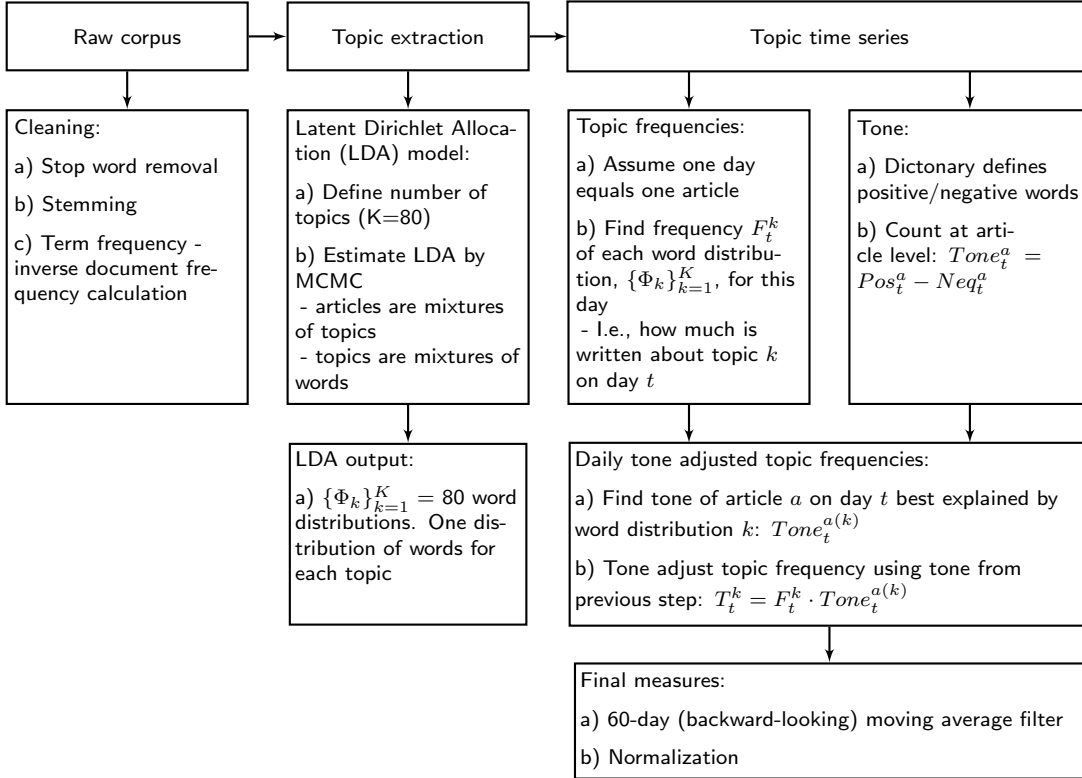 Raw corpus
Topic extraction
Topic time series
Cleaning:
a) Stop word removal
b) Stemming
c) Term frequency -
inverse document fre-
quency calculation
Latent Dirichlet Alloca-
tion (LDA) model:
a) Define number of
topics (K=80)
b) Estimate LDA by
MCMC
- articles are mixtures
of topics
- topics are mixtures of
words
Topic frequencies:
a) Assume one day
equals one article
b) Find frequency $F_t^k$
of each word distribu-
tion, $\{\Phi_k\}_{k=1}^K$, for this
day
- I.e., how much is
written about topic $k$
on day $t$
Tone:
a) Dictonary defines
positive/negative words
b) Count at arti-
cle level: $Tone_t^a =$
$Pos_t^a - Neq_t^a$
LDA output:
a) $\{\Phi_k\}_{k=1}^K$ = 80 word
distributions. One dis-
tribution of words for
each topic
Daily tone adjusted topic frequencies:
a) Find tone of article $a$ on day $t$ best explained by
word distribution $k$: $Tone_t^{a(k)}$
b) Tone adjust topic frequency using tone from
previous step: $T_t^k = F_t^k \cdot Tone_t^{a(k)}$
Final measures:
a) 60-day (backward-looking) moving average filter
b) Normalization